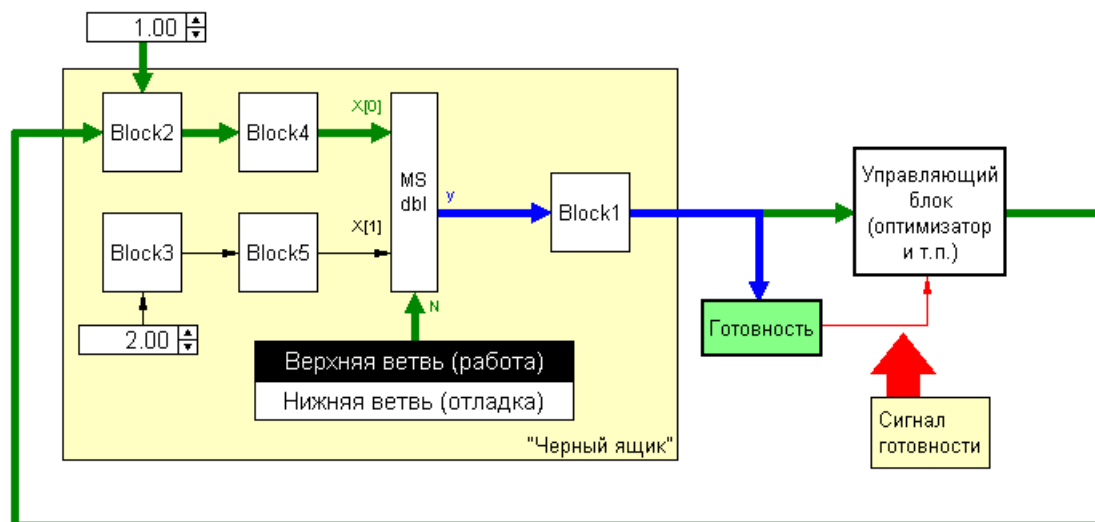 1.00
X[0]
Block2
Block4
MS
dbl
y
Block1
Управляющий
блок
(оптимизатор
и т.п.)
X[1]
Block3
Block5
N
2.00
Готовность
Верхняя ветвь (работа)
Нижняя ветвь (отладка)
"Черный ящик"
Сигнал
готовности